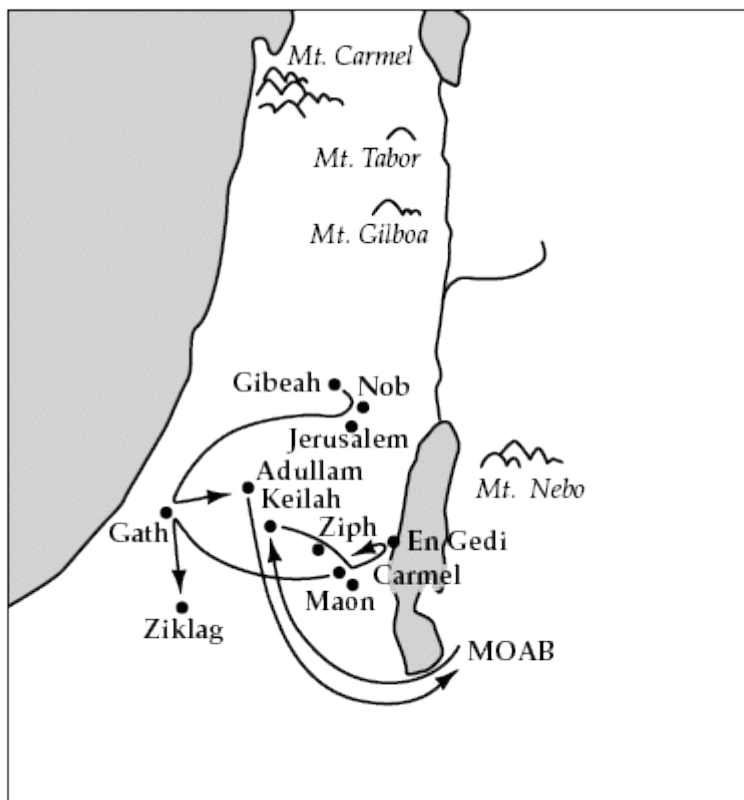 Mt. Carmel
Mt. Tabor
Mt. Gilboa
Gibeah
Nob
Jerusalem
Adullam
Mt. Nebo
Keilah
Gath
Ziph
En Gedi
Carmel
Maon
Ziklag
MOAB